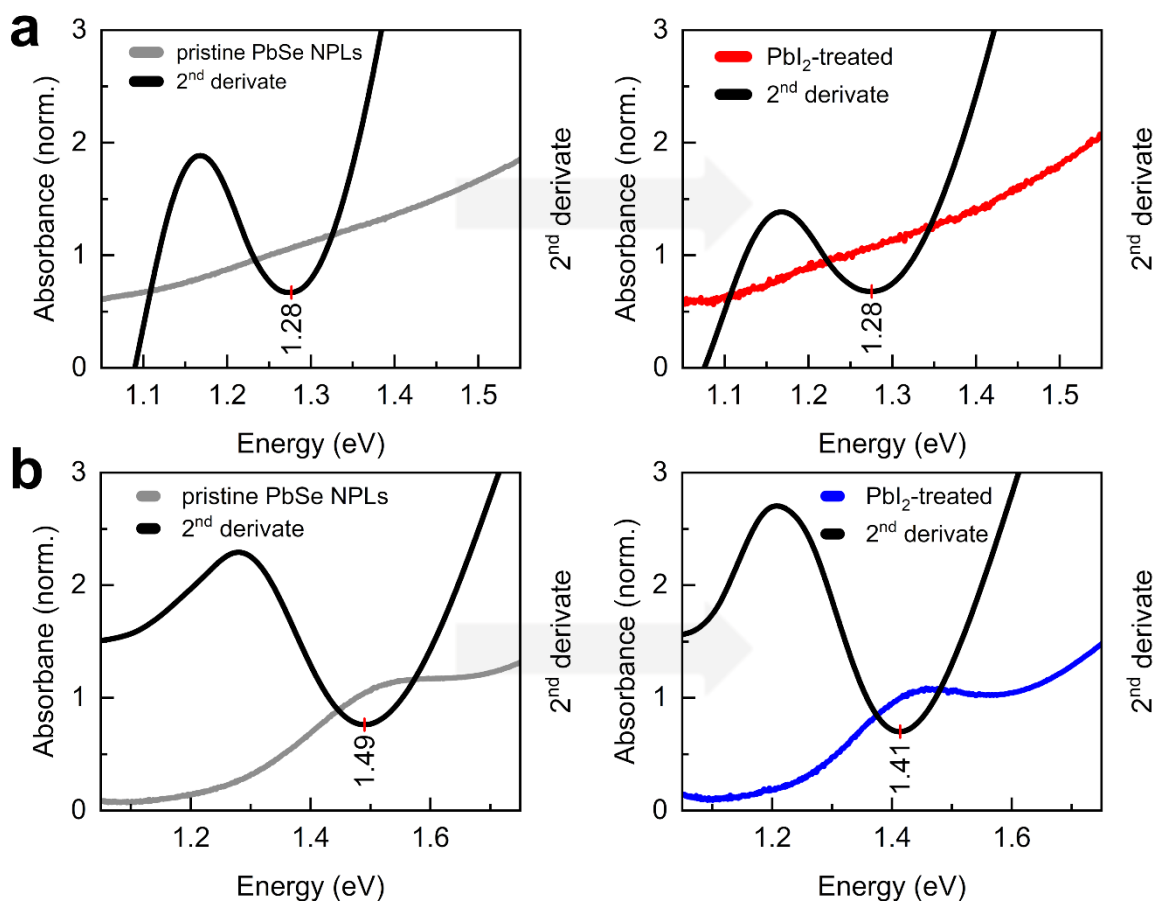 a
3
2
1
0
Absorbance (norm.)
pristine PbSe NPLs
2nd derivate
1.28
1.1 1.2 1.3 1.4 1.5
Energy (eV)
2nd derivate
3
2
1
0
Absorbance (norm.)
PbI2-treated
2nd derivate
1.28
1.1 1.2 1.3 1.4 1.5
Energy (eV)
2nd derivate
b
3
2
1
0
Absorbane (norm.)
pristine PbSe NPLs
2nd derivate
1.49
1.2 1.4 1.6
Energy (eV)
2nd derivate
3
2
1
0
Absorbance (norm.)
PbI2-treated
2nd derivate
1.41
1.2 1.4 1.6
Energy (eV)
2nd derivate